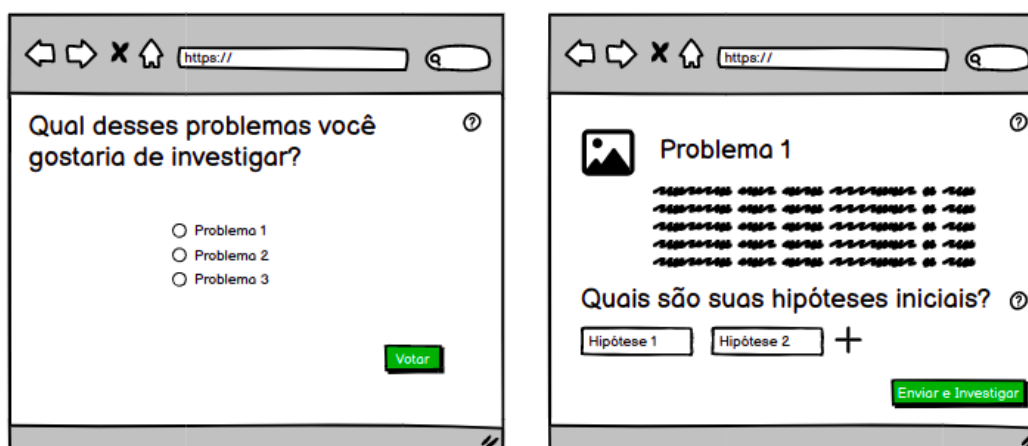 https://
Qual desses problemas você
gostaria de investigar?
Problema 1
Problema 2
Problema 3
Votar
https://
Problema 1
Quais são suas hipóteses iniciais?
Hipótese 1
Hipótese 2
Enviar e Investigar